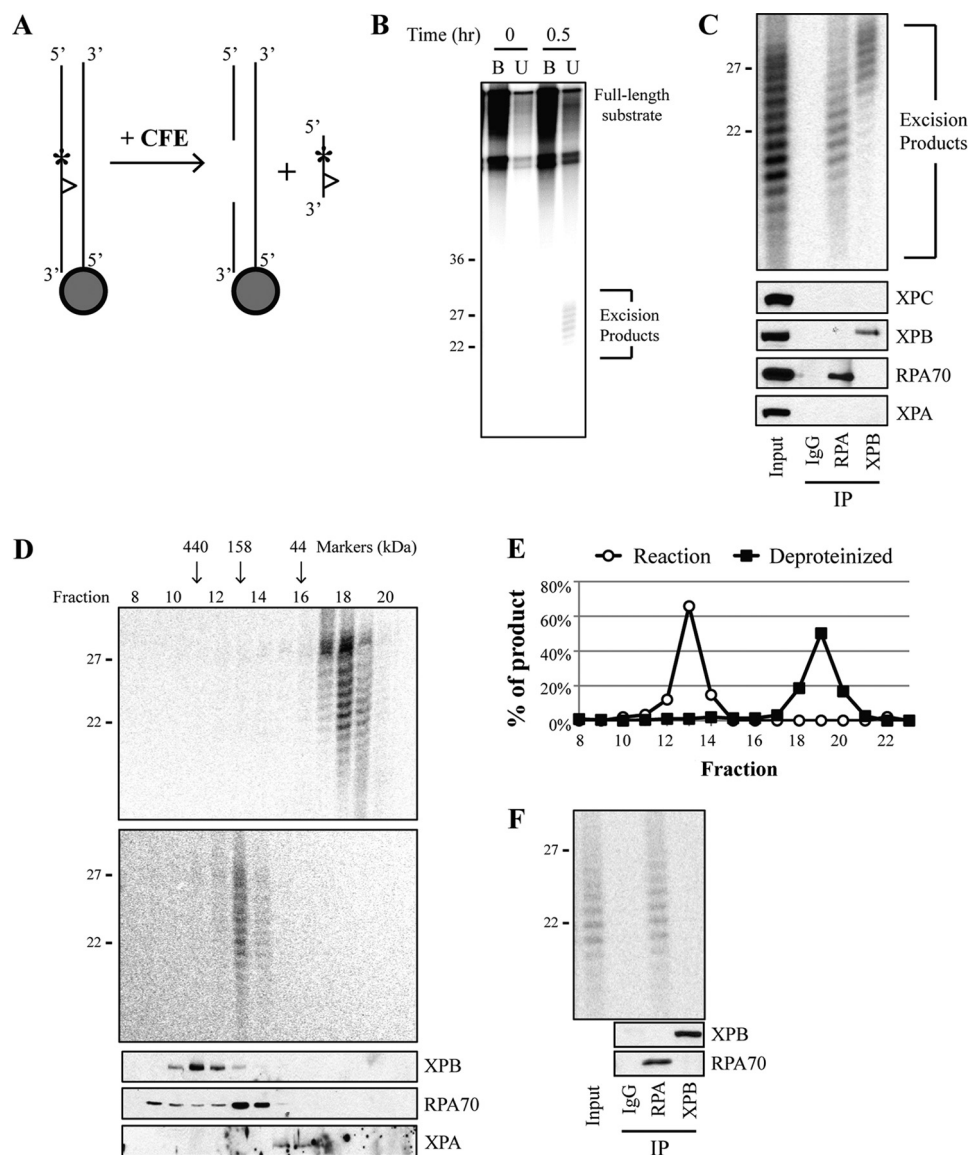 A
5' 3'
+ CFE
5'
+
3'
3' 5'
3' 5'
B
Time (hr) 0 0.5
B U B U
Full-length
substrate
36
27
22
Excision
Products
C
27
22
Excision
Products
XPC
XPB
RPA70
XPA
Input
IgG
RPA
XPB
IP
D
440 158 44 Markers (kDa)
Fraction 8 10 12 14 16 18 20
27
22
27
22
XPB
RPA70
XPA
E
Reaction Deproteinized
% of product
80%
60%
40%
20%
0%
8 10 12 14 16 18 20 22
Fraction
F
27
22
XPB
RPA70
Input
IgG
RPA
XPB
IP